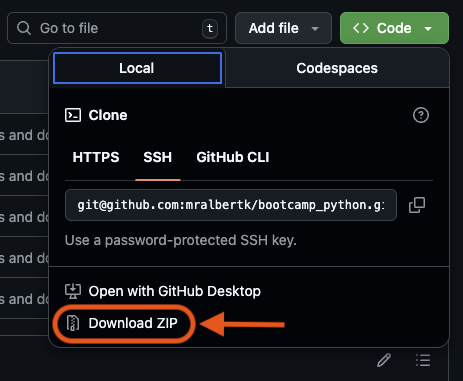 Go to file
t
Add file
Code
Local
Codespaces
s and do
Clone
HTTPS
SSH
GitHub CLI
s and do
git@github.com:mralbertk/bootcamp_python.gi
s and do
Use a password-protected SSH key.
s and do
Open with GitHub Desktop
s and do
Download ZIP